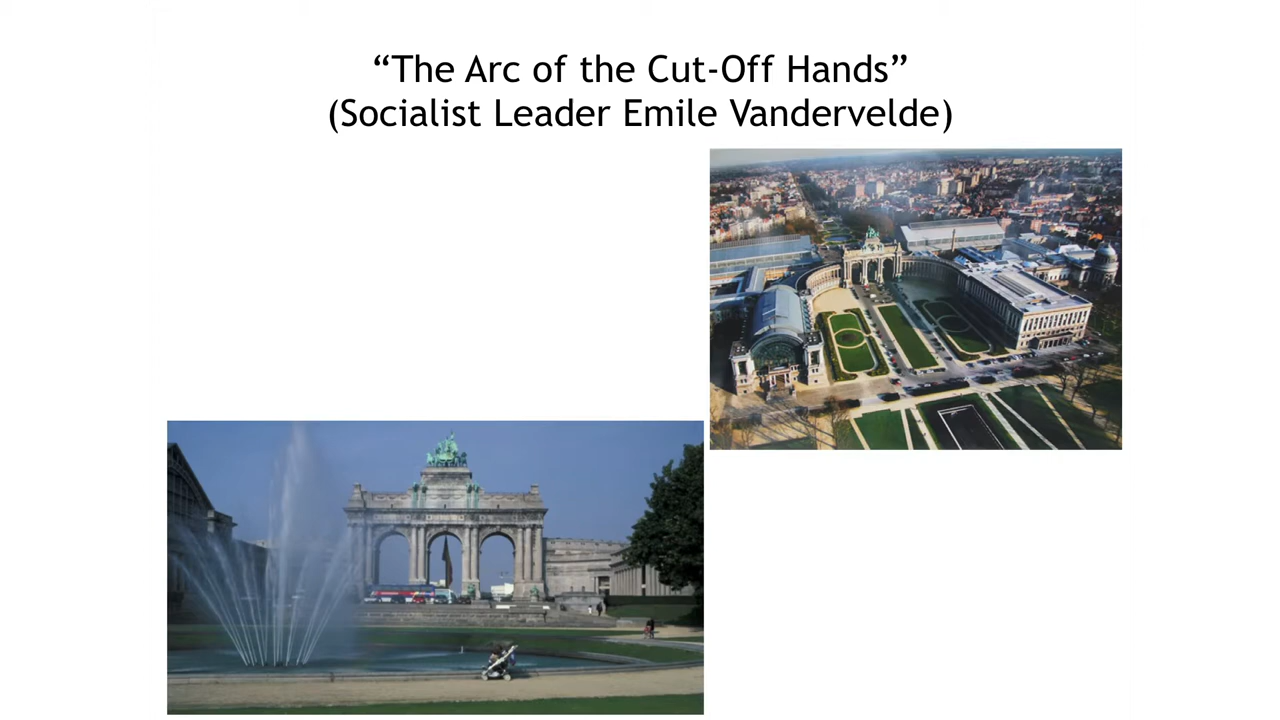 “The Arc of the Cut-Off Hands”
(Socialist Leader Emile Vandervelde)